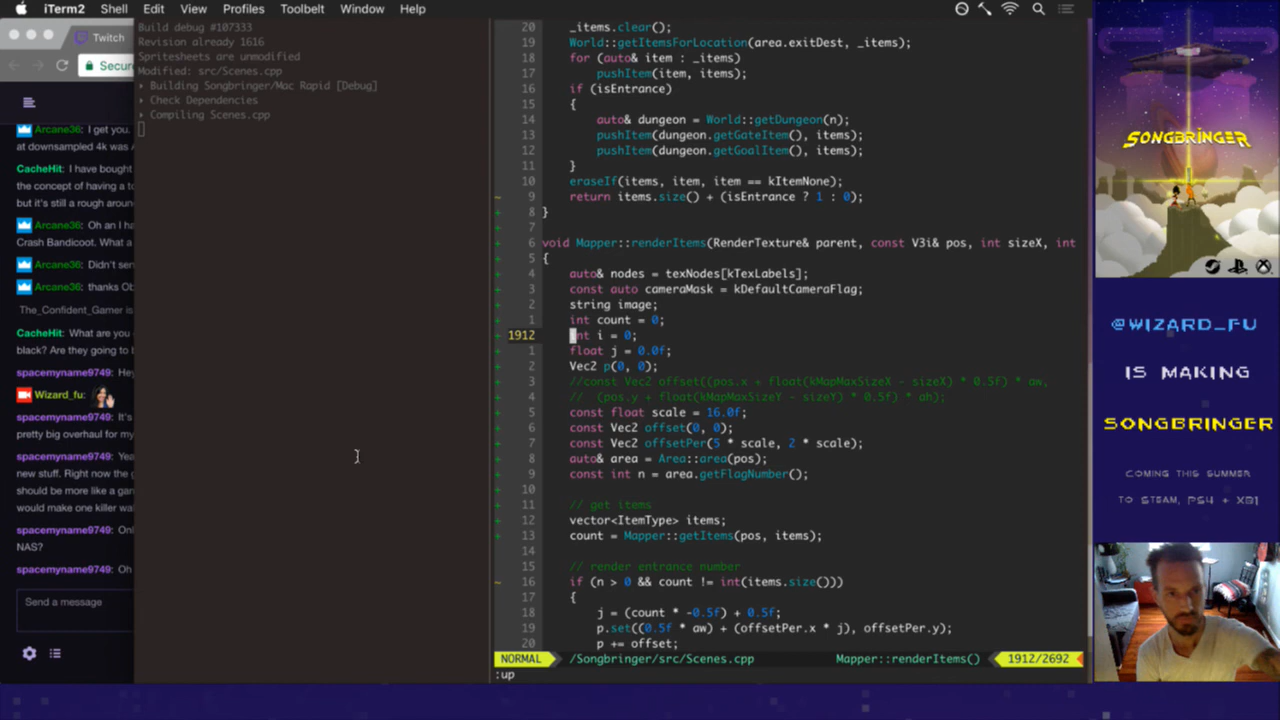 iTerm2 Shell Edit View Profiles Toolbelt Window Help
Twitch
Secur
Arcane36: I get you.
at downsampled 4k was
CacheHit: I have bought
the concept of having a to
but it's still a rough aroun
Arcane36: Oh an I ha
Crash Bandicoot. What a
Arcane36: Didn't sen
Arcane36: thanks Ob
The_Confident_Gamer is
CacheHit: What are you
black? Are they going to b
spacemyname9749: Hey
Wizard_fu:
spacemyname9749: It's
pretty big overhaul for my
spacemyname9749: Yea
new stuff. Right now the g
should be more like a gam
would make one killer wal
spacemyname9749: Onl
NAS?
spacemyname9749: Oh
Send a message
Build debug #107333
Revision already 1616
Spritesheets are unmodified
Modified: src/Scenes.cpp
Building Songbringer/Mac Rapid [Debug]
Check Dependencies
Compiling Scenes.cpp
20 _items.clear();
19 World::getItemsForLocation(area.exitDest, _items);
18 for (auto& item : _items)
17 pushItem(item, items);
16 if (isEntrance)
15 {
14 auto& dungeon = World::getDungeon(n);
13 pushItem(dungeon.getGateItem(), items);
12 pushItem(dungeon.getGoalItem(), items);
11 }
10 eraseIf(items, item, item == kItemNone);
~ 9 return items.size() + (isEntrance ? 1 : 0);
+ 8 }
+ 7
+ 6 void Mapper::renderItems(RenderTexture& parent, const V3i& pos, int sizeX, int
+ 5 {
+ 4 auto& nodes = texNodes[kTexLabels];
+ 3 const auto cameraMask = kDefaultCameraFlag;
+ 2 string image;
+ 1 int count = 0;
+ 1912 int i = 0;
+ 1 float j = 0.0f;
+ 2 Vec2 p(0, 0);
+ 3 //const Vec2 offset((pos.x + float(kMapMaxSizeX - sizeX) * 0.5f) * aw,
+ 4 // (pos.y + float(kMapMaxSizeY - sizeY) * 0.5f) * ah);
+ 5 const float scale = 16.0f;
+ 6 const Vec2 offset(0, 0);
+ 7 const Vec2 offsetPer(5 * scale, 2 * scale);
+ 8 auto& area = Area::area(pos);
+ 9 const int n = area.getFlagNumber();
+ 10
+ 11 // get items
+ 12 vector<ItemType> items;
+ 13 count = Mapper::getItems(pos, items);
14
15 // render entrance number
~ 16 if (n > 0 && count != int(items.size()))
17 {
18 j = (count * -0.5f) + 0.5f;
19 p.set((0.5f * aw) + (offsetPer.x * j), offsetPer.y);
20 p += offset;
NORMAL /Songbringer/src/Scenes.cpp Mapper::renderItems() 1912/2692
:up
SONGBRINGER
@WIZARD_FU
IS MAKING
SONGBRINGER
COMING THIS SUMMER
TO STEAM, PS4 + XB1